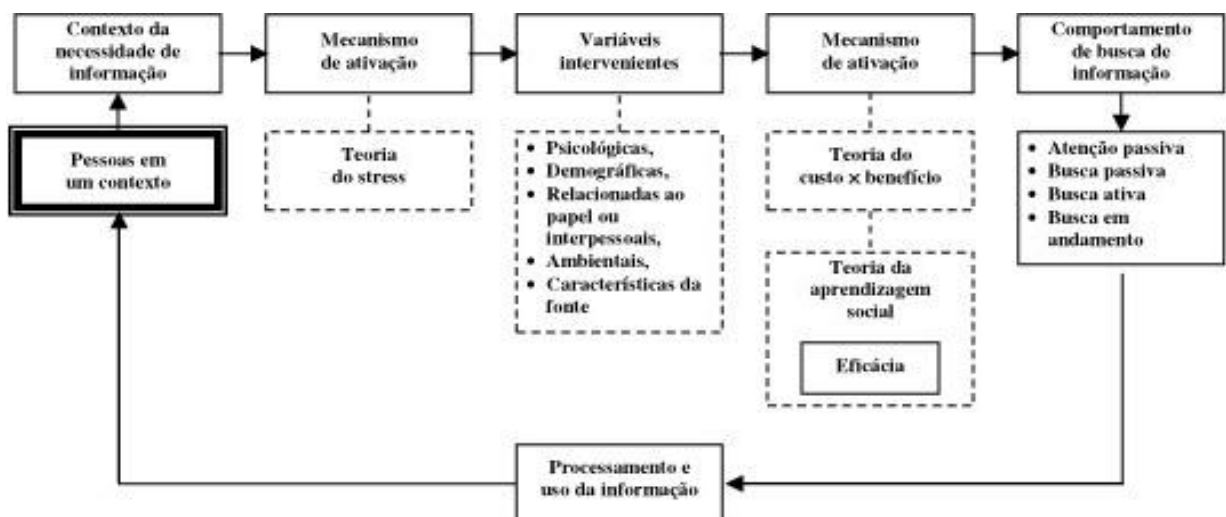 Contexto da
necessidade de
informação
Mecanismo
de ativação
Variáveis
intervenientes
Mecanismo
de ativação
Comportamento
de busca de
informação
Pessoas em
um contexto
Teoria
do stress
• Psicológicas,
• Demográficas,
• Relacionadas ao
papel ou
interpessoais,
• Ambientais,
• Características da
fonte
Teoria do
custo × benefício
Teoria da
aprendizagem
social
Eficácia
• Atenção passiva
• Busca passiva
• Busca ativa
• Busca em
andamento
Processamento e
uso da informação